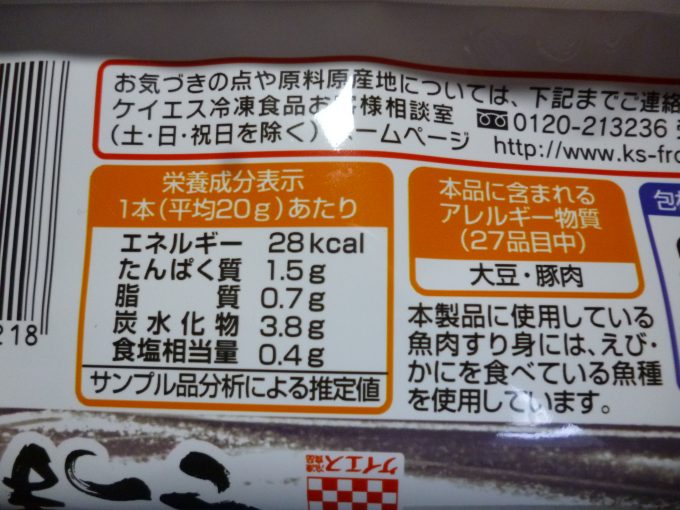 お気づきの点や原料原産地については、下記までご連絡
ケイエス冷凍食品お客様相談室 0120-213236
(土・日・祝日を除く) ホームページ http://www.ks-fro
栄養成分表示
1本(平均20g)あたり
エネルギー 28kcal
たんぱく質 1.5g
脂質 0.7g
炭水化物 3.8g
食塩相当量 0.4g
サンプル品分析による推定値
本品に含まれる
アレルギー物質
(27品目中)
大豆・豚肉
本製品に使用している
魚肉すり身には、えび・
かにを食べている魚種
を使用しています。
包
218
ケイエス
冷凍食品